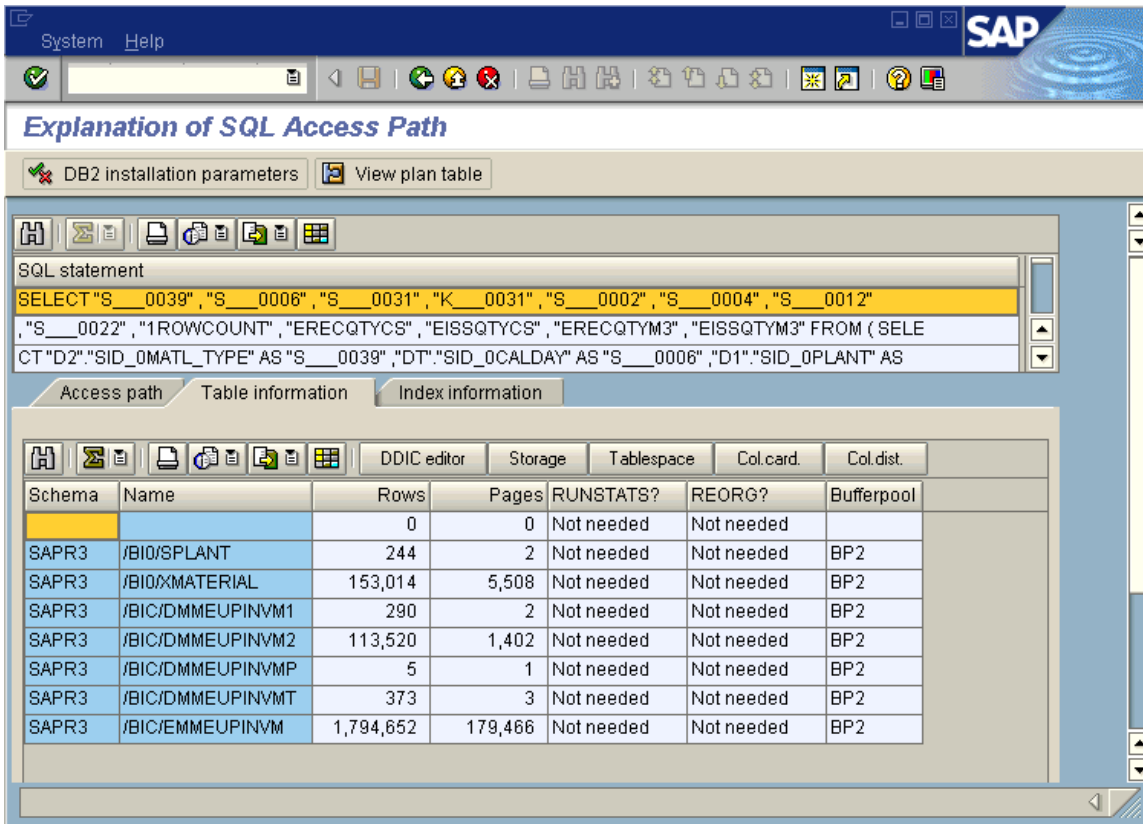 System Help
SAP
Explanation of SQL Access Path
DB2 installation parameters View plan table
SQL statement
SELECT "S___0039" , "S___0006" , "S___0031" , "K___0031" , "S___0002" , "S___0004" , "S___0012"
, "S___0022" , "1ROWCOUNT" , "ERECQTYCS" , "EISSQTYCS" , "ERECQTYM3" , "EISSQTYM3" FROM ( SELE
CT "D2"."SID_0MATL_TYPE" AS "S___0039" ,"DT"."SID_0CALDAY" AS "S___0006" ,"D1"."SID_0PLANT" AS
Access path Table information Index information
DDIC editor Storage Tablespace Col.card. Col.dist.
Schema Name Rows Pages RUNSTATS? REORG? Bufferpool
0 0 Not needed Not needed
SAPR3 /BI0/SPLANT 244 2 Not needed Not needed BP2
SAPR3 /BI0/XMATERIAL 153,014 5,508 Not needed Not needed BP2
SAPR3 /BIC/DMMEUPINVM1 290 2 Not needed Not needed BP2
SAPR3 /BIC/DMMEUPINVM2 113,520 1,402 Not needed Not needed BP2
SAPR3 /BIC/DMMEUPINVMP 5 1 Not needed Not needed BP2
SAPR3 /BIC/DMMEUPINVMT 373 3 Not needed Not needed BP2
SAPR3 /BIC/EMMEUPINVM 1,794,652 179,466 Not needed Not needed BP2